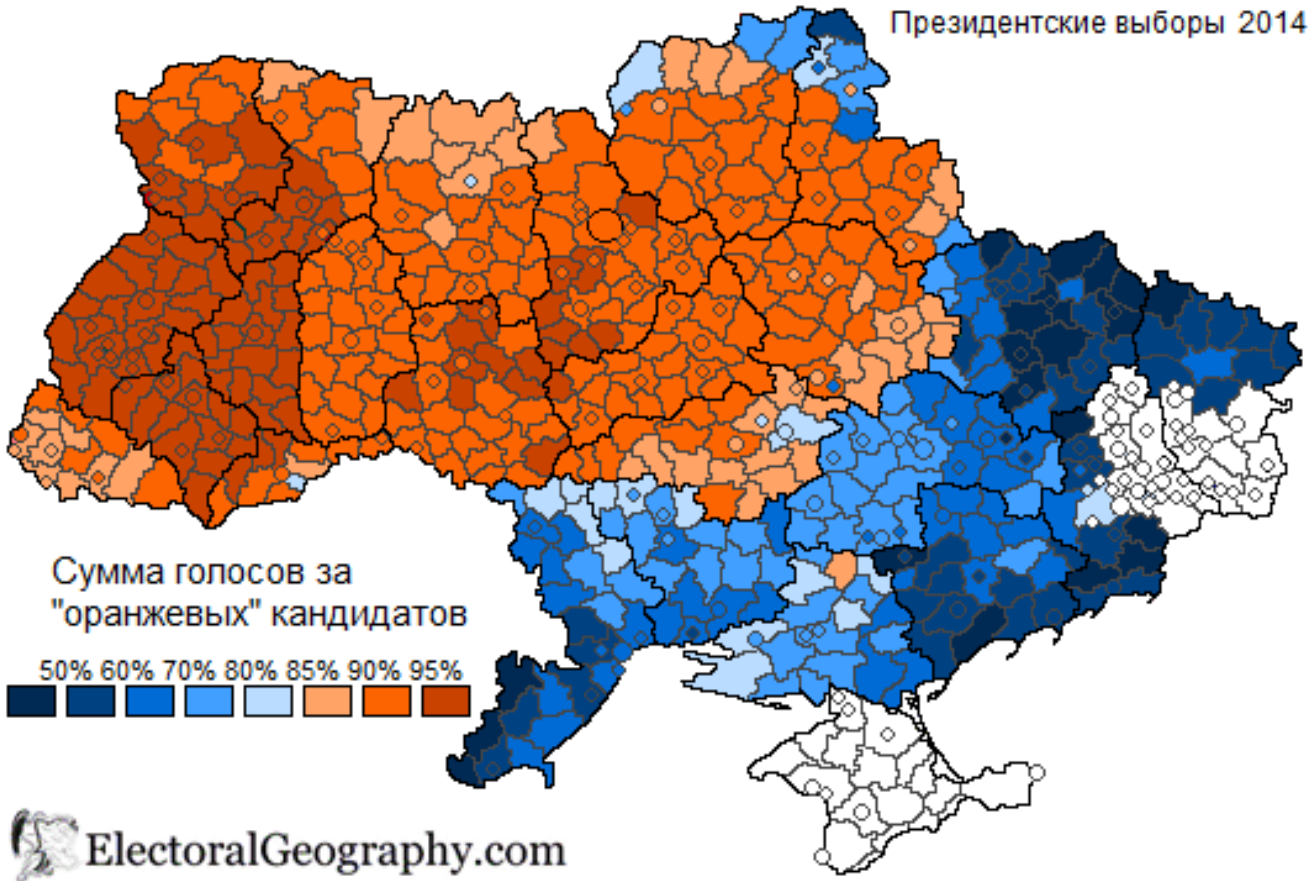 Президентские выборы 2014
Сумма голосов за
"оранжевых" кандидатов
50% 60% 70% 80% 85% 90% 95%
ElectoralGeography.com